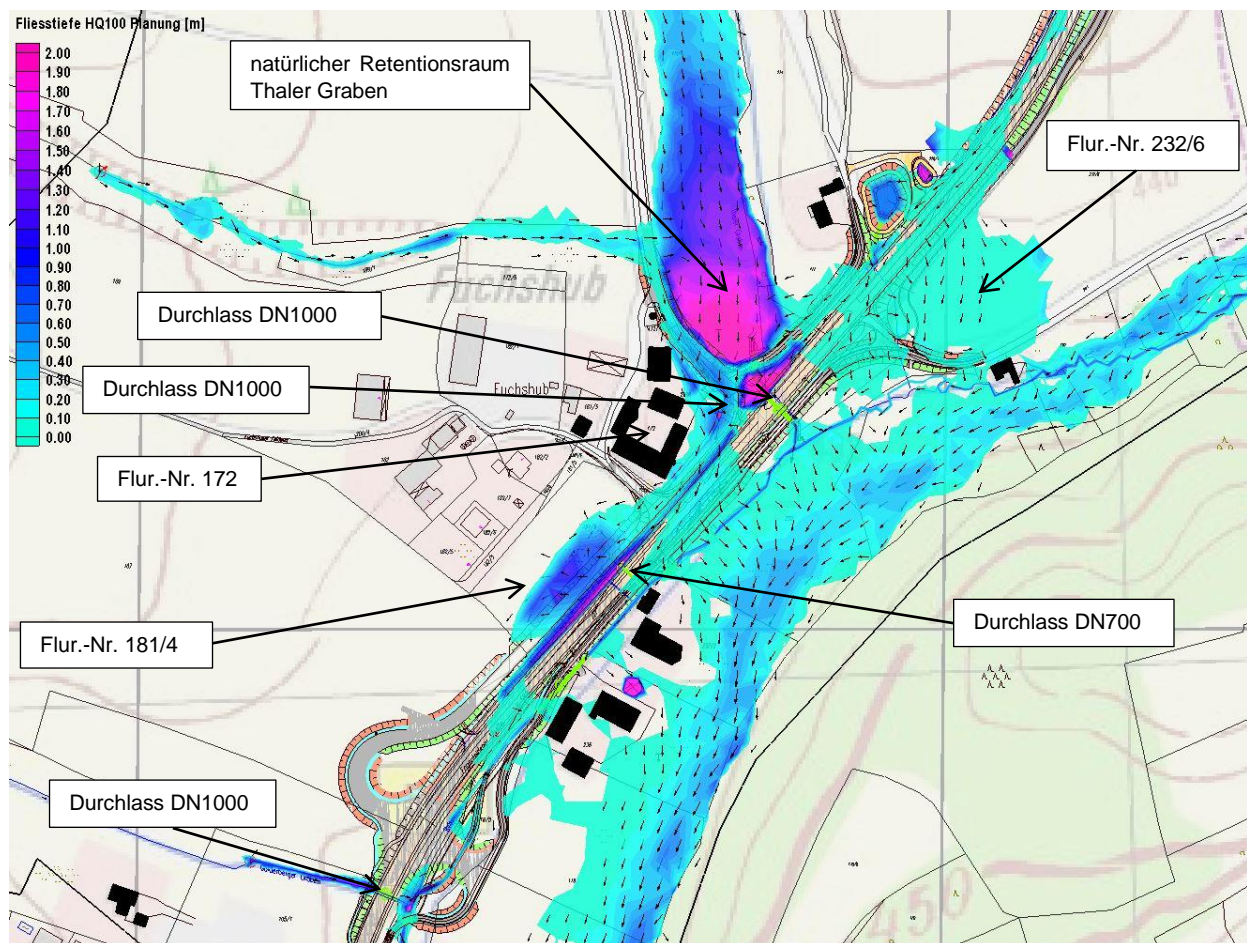 Fliesstiefe HQ100 Planung [m]
2.00
1.90
1.80
1.70
1.60
1.50
1.40
1.30
1.20
1.10
1.00
0.90
0.80
0.70
0.60
0.50
0.40
0.30
0.20
0.10
0.00
natürlicher Retentionsraum
Thaler Graben
Flur.-Nr. 232/6
440
Fuchshub
Durchlass DN1000
Durchlass DN1000
Fuchshub
Flur.-Nr. 172
Flur.-Nr. 181/4
Durchlass DN700
Durchlass DN1000
450